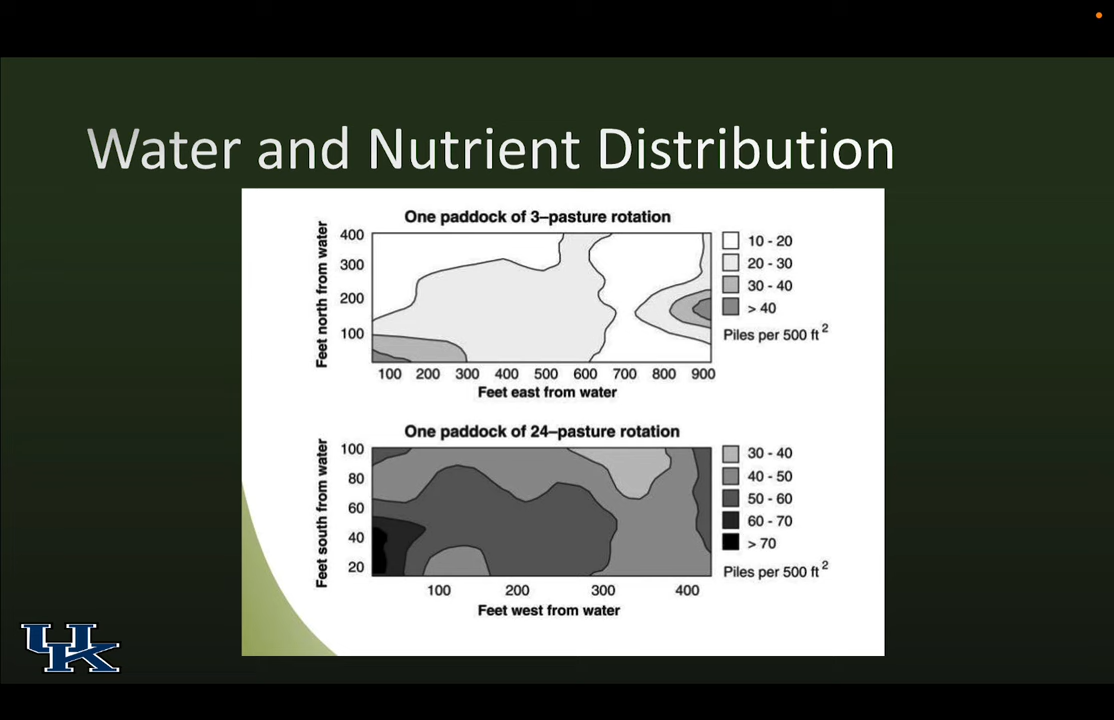 Water and Nutrient Distribution
One paddock of 3–pasture rotation
Feet north from water
400
300
200
100
100 200 300 400 500 600 700 800 900
Feet east from water
10 - 20
20 - 30
30 - 40
> 40
Piles per 500 ft²
One paddock of 24–pasture rotation
Feet south from water
100
80
60
40
20
100 200 300 400
Feet west from water
30 - 40
40 - 50
50 - 60
60 - 70
> 70
Piles per 500 ft²
UK